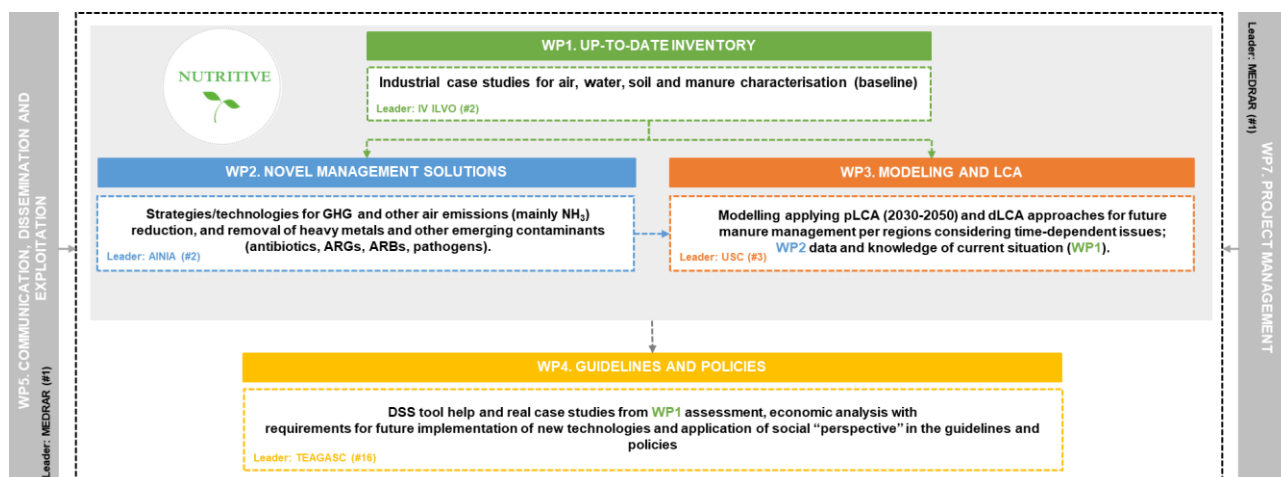 WP5. COMMUNICATION, DISSEMINATION AND
EXPLOITATION
Leader: MEDRAR (#1)
NUTRITIVE
WP1. UP-TO-DATE INVENTORY
Industrial case studies for air, water, soil and manure characterisation (baseline)
Leader: IV ILVO (#2)
WP2. NOVEL MANAGEMENT SOLUTIONS
Strategies/technologies for GHG and other air emissions (mainly NH₃)
reduction, and removal of heavy metals and other emerging contaminants
(antibiotics, ARGs, ARBs, pathogens).
Leader: AINIA (#2)
WP3. MODELING AND LCA
Modelling applying pLCA (2030-2050) and dLCA approaches for future
manure management per regions considering time-dependent issues;
WP2 data and knowledge of current situation (WP1).
Leader: USC (#3)
WP4. GUIDELINES AND POLICIES
DSS tool help and real case studies from WP1 assessment, economic analysis with
requirements for future implementation of new technologies and application of social “perspective” in the guidelines and
policies
Leader: TEAGASC (#16)
WP7. PROJECT MANAGEMENT
Leader: MEDRAR (#1)